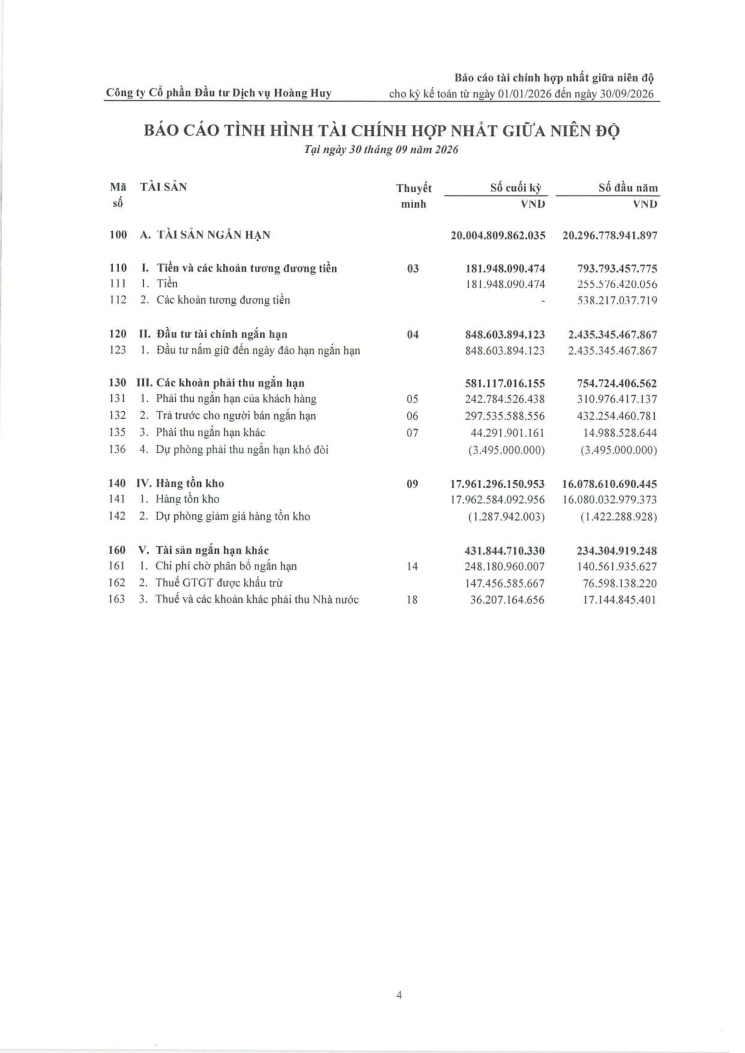 Báo cáo tài chính hợp nhất giữa niên độ
Công ty Cổ phần Đầu tư Dịch vụ Hoàng Huy cho kỳ kế toán từ ngày 01/01/2026 đến ngày 30/09/2026
BÁO CÁO TÌNH HÌNH TÀI CHÍNH HỢP NHẤT GIỮA NIÊN ĐỘ
Tại ngày 30 tháng 09 năm 2026
Mã TÀI SẢN Thuyết Số cuối kỳ Số đầu năm
số minh VND VND
100 A. TÀI SẢN NGẮN HẠN 20.004.809.862.035 20.296.778.941.897
110 I. Tiền và các khoản tương đương tiền 03 181.948.090.474 793.793.457.775
111 1. Tiền 181.948.090.474 255.576.420.056
112 2. Các khoản tương đương tiền - 538.217.037.719
120 II. Đầu tư tài chính ngắn hạn 04 848.603.894.123 2.435.345.467.867
123 1. Đầu tư nắm giữ đến ngày đáo hạn ngắn hạn 848.603.894.123 2.435.345.467.867
130 III. Các khoản phải thu ngắn hạn 581.117.016.155 754.724.406.562
131 1. Phải thu ngắn hạn của khách hàng 05 242.784.526.438 310.976.417.137
132 2. Trả trước cho người bán ngắn hạn 06 297.535.588.556 432.254.460.781
135 3. Phải thu ngắn hạn khác 07 44.291.901.161 14.988.528.644
136 4. Dự phòng phải thu ngắn hạn khó đòi (3.495.000.000) (3.495.000.000)
140 IV. Hàng tồn kho 09 17.961.296.150.953 16.078.610.690.445
141 1. Hàng tồn kho 17.962.584.092.956 16.080.032.979.373
142 2. Dự phòng giảm giá hàng tồn kho (1.287.942.003) (1.422.288.928)
160 V. Tài sản ngắn hạn khác 431.844.710.330 234.304.919.248
161 1. Chi phí chờ phân bổ ngắn hạn 14 248.180.960.007 140.561.935.627
162 2. Thuế GTGT được khấu trừ 147.456.585.667 76.598.138.220
163 3. Thuế và các khoản khác phải thu Nhà nước 18 36.207.164.656 17.144.845.401
4